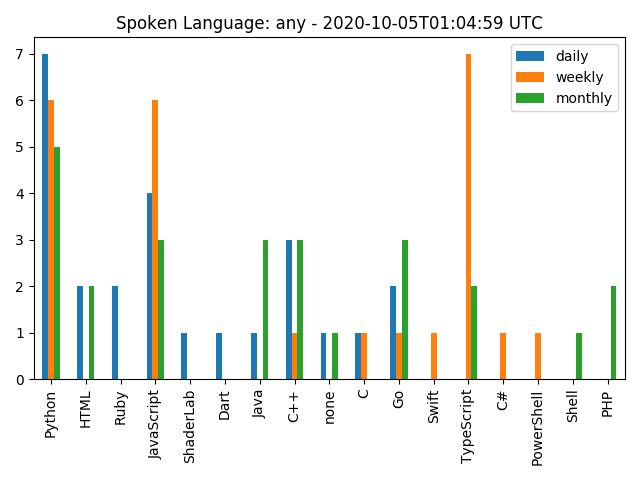 Spoken Language: any - 2020-10-05T01:04:59 UTC
daily
weekly
monthly
7
6
5
4
3
2
1
0
Python
HTML
Ruby
JavaScript
ShaderLab
Dart
Java
C++
none
C
Go
Swift
TypeScript
C#
PowerShell
Shell
PHP